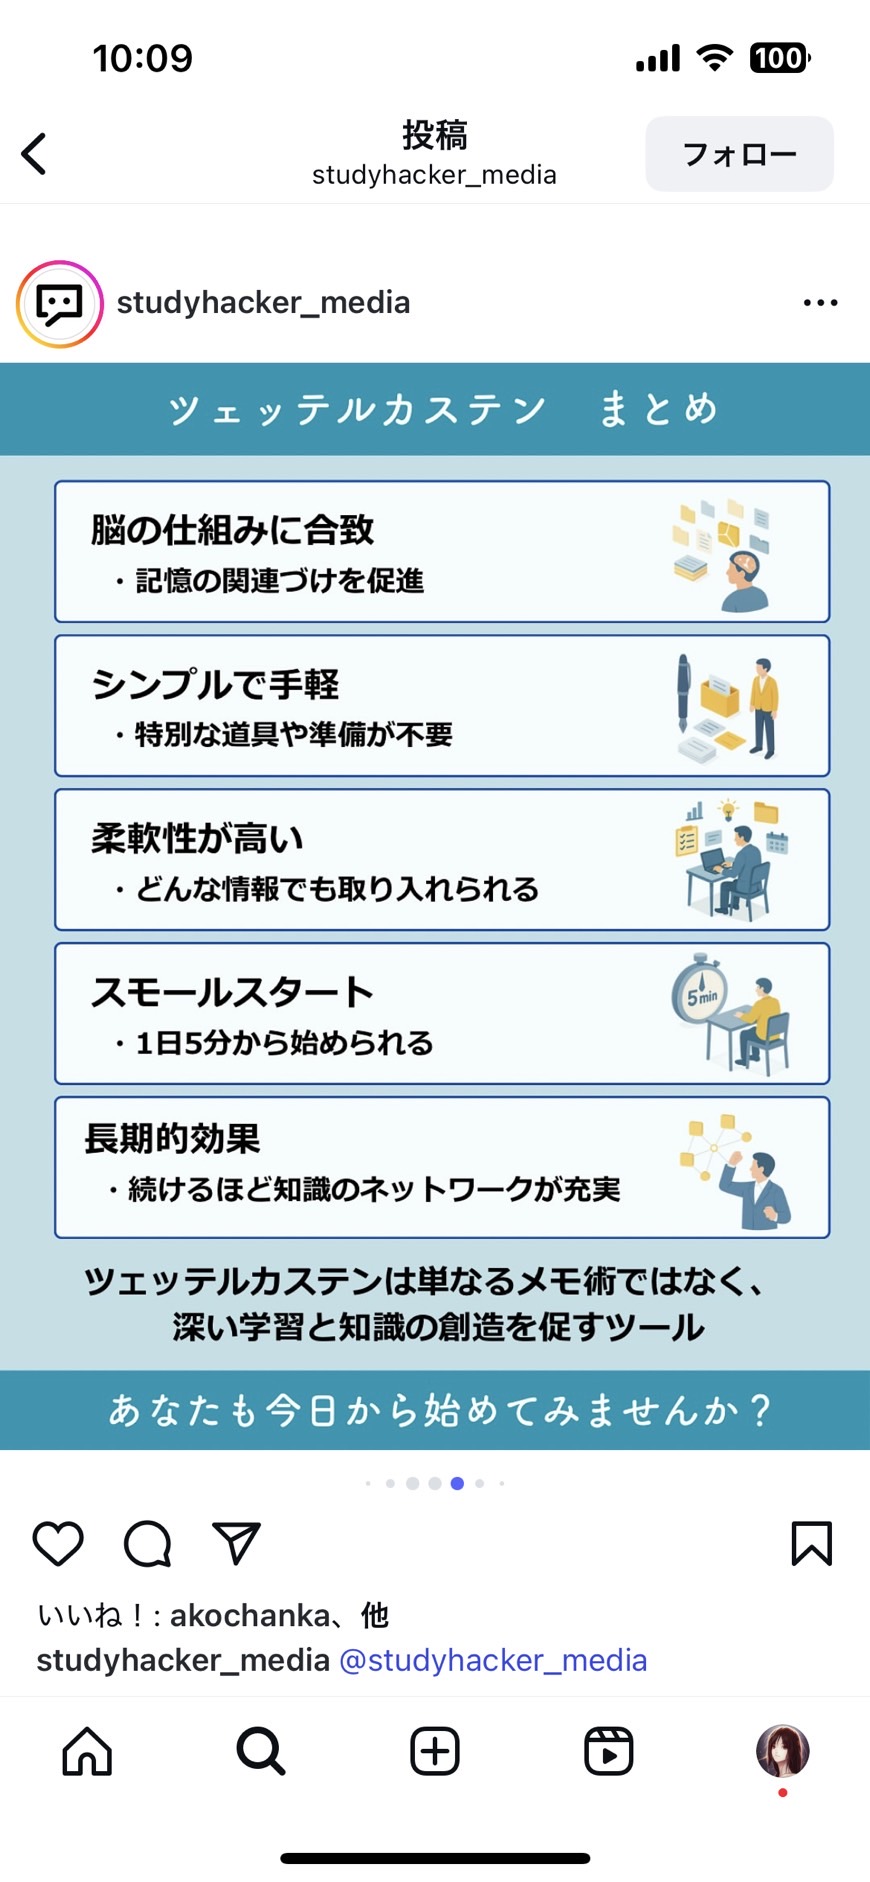 10:09
100
投稿
studyhacker_media
フォロー
studyhacker_media
ツェッテルカステン　まとめ
脳の仕組みに合致
・記憶の関連づけを促進
シンプルで手軽
・特別な道具や準備が不要
柔軟性が高い
・どんな情報でも取り入れられる
スモールスタート
・1日5分から始められる
5min
長期的効果
・続けるほど知識のネットワークが充実
ツェッテルカステンは単なるメモ術ではなく、
深い学習と知識の創造を促すツール
あなたも今日から始めてみませんか？
いいね！: akochanka、他
studyhacker_media @studyhacker_media